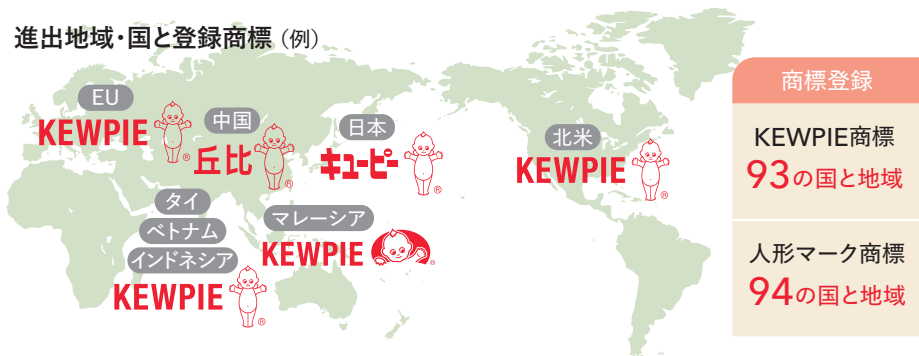 進出地域・国と登録商標（例）
EU
KEWPIE
®
中国
丘比
®
日本
キユーピー
®
北米
KEWPIE
®
タイ
ベトナム
インドネシア
KEWPIE
®
マレーシア
KEWPIE
®
商標登録
KEWPIE商標
93の国と地域
人形マーク商標
94の国と地域